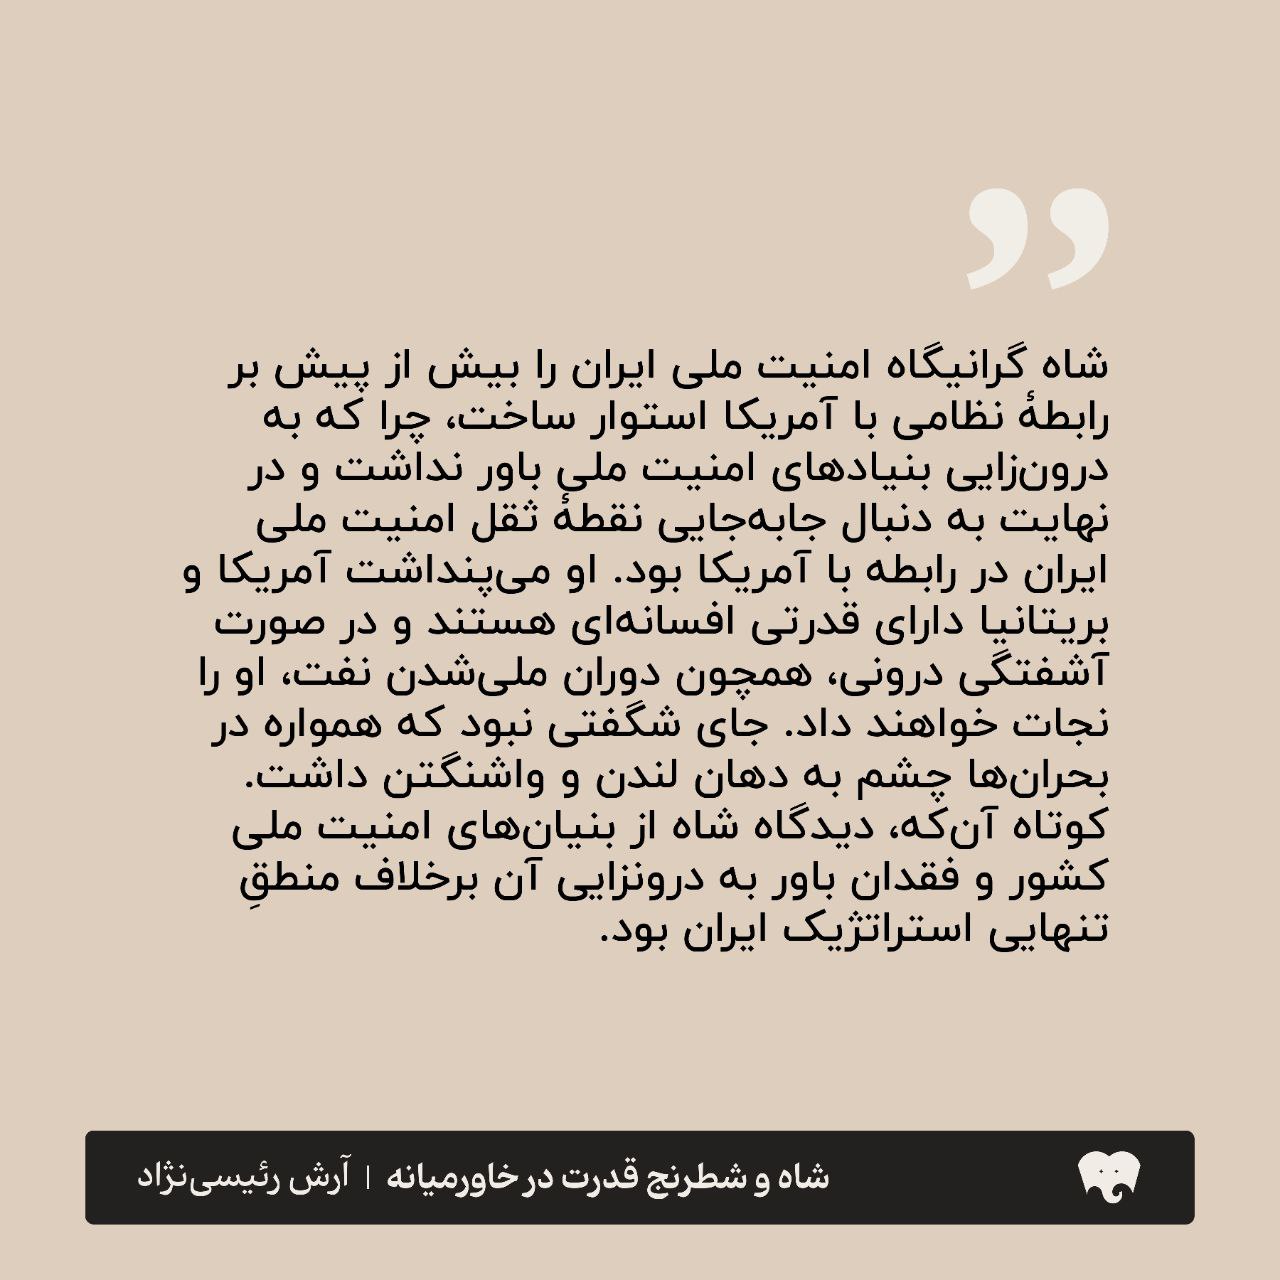 شاه گرانیگاه امنیت ملی ایران را بیش از پیش بر
رابطهٔ نظامی با آمریکا استوار ساخت، چرا که به
درون‌زایی بنیادهای امنیت ملی باور نداشت و در
نهایت به دنبال جابه‌جایی نقطهٔ ثقل امنیت ملی
ایران در رابطه با آمریکا بود. او می‌پنداشت آمریکا و
بریتانیا دارای قدرتی افسانه‌ای هستند و در صورت
آشفتگی درونی، همچون دوران ملی‌شدن نفت، او را
نجات خواهند داد. جای شگفتی نبود که همواره در
بحران‌ها چشم به دهان لندن و واشنگتن داشت.
کوتاه آن‌که، دیدگاه شاه از بنیان‌های امنیت ملی
کشور و فقدان باور به درونزایی آن برخلاف منطقِ
تنهایی استراتژیک ایران بود.
شاه و شطرنج قدرت در خاورمیانه | آرش رئیسی‌نژاد